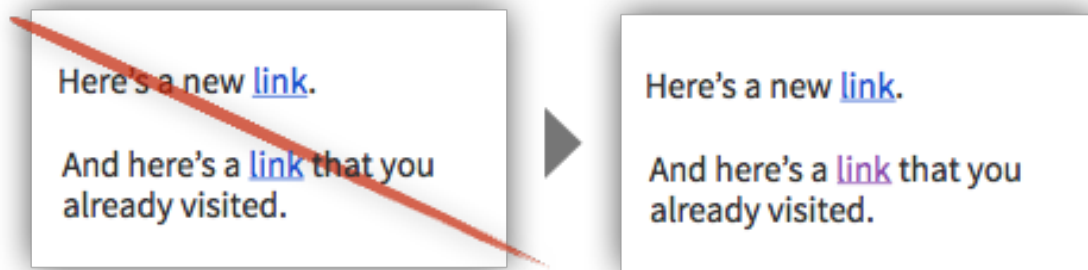 Here’s a new link.
And here’s a link that you
already visited.
Here’s a new link.
And here’s a link that you
already visited.